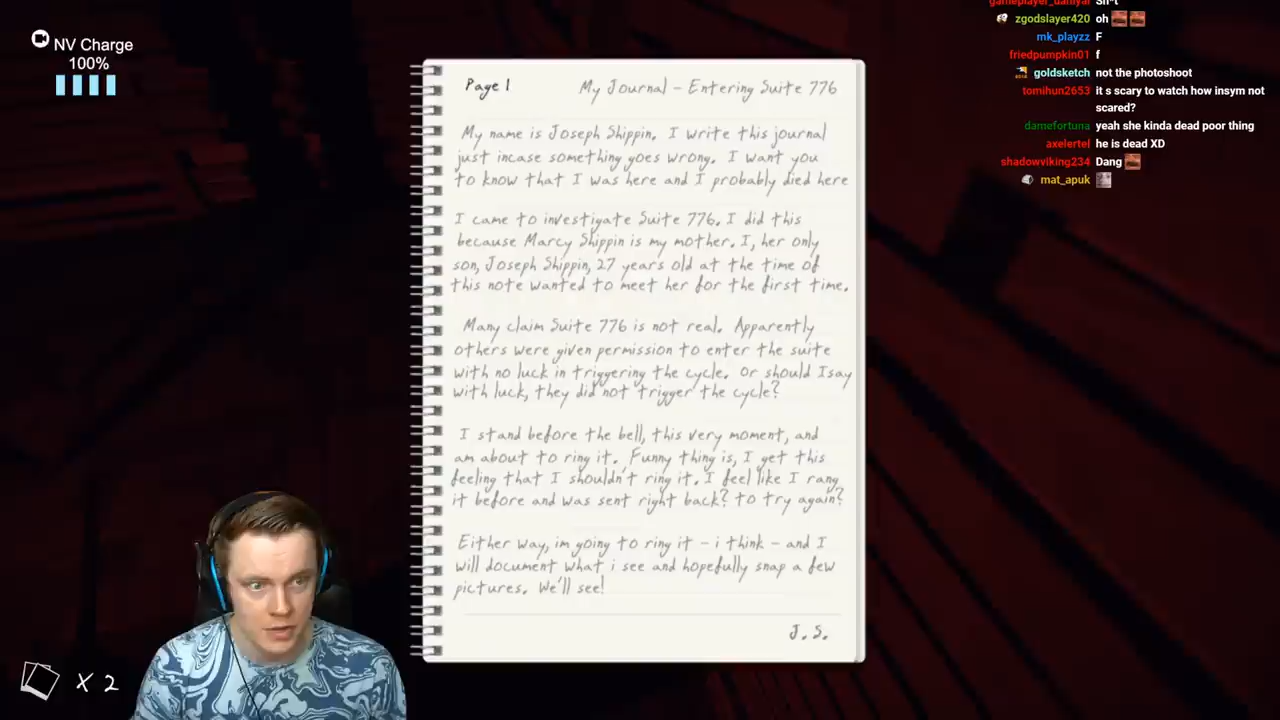 NV Charge
100%
X 2
Page 1
My Journal - Entering Suite 776
My name is Joseph Shippin. I write this journal
just incase something goes wrong. I want you
to know that I was here and I probably died here
I came to investigate Suite 776. I did this
because Marcy Shippin is my mother. I, her only
son, Joseph Shippin, 27 years old at the time of
this note wanted to meet her for the first time.
Many claim Suite 776 is not real. Apparently
others were given permission to enter the suite
with no luck in triggering the cycle. Or should I say
with luck, they did not trigger the cycle?
I stand before the bell, this very moment, and
am about to ring it. Funny thing is, I get this
feeling that I shouldn't ring it. I feel like I rang
it before and was sent right back? to try again?
Either way, im going to ring it - i think - and I
will document what i see and hopefully snap a few
pictures. We'll see!
J. S.
gameplayer_daniyal Sh*t
zgodslayer420 oh
mk_playzz F
friedpumpkin01 f
goldsketch not the photoshoot
tomihun2653 it s scary to watch how insym not
scared?
damefortuna yeah she kinda dead poor thing
axelertel he is dead XD
shadowviking234 Dang
mat_apuk